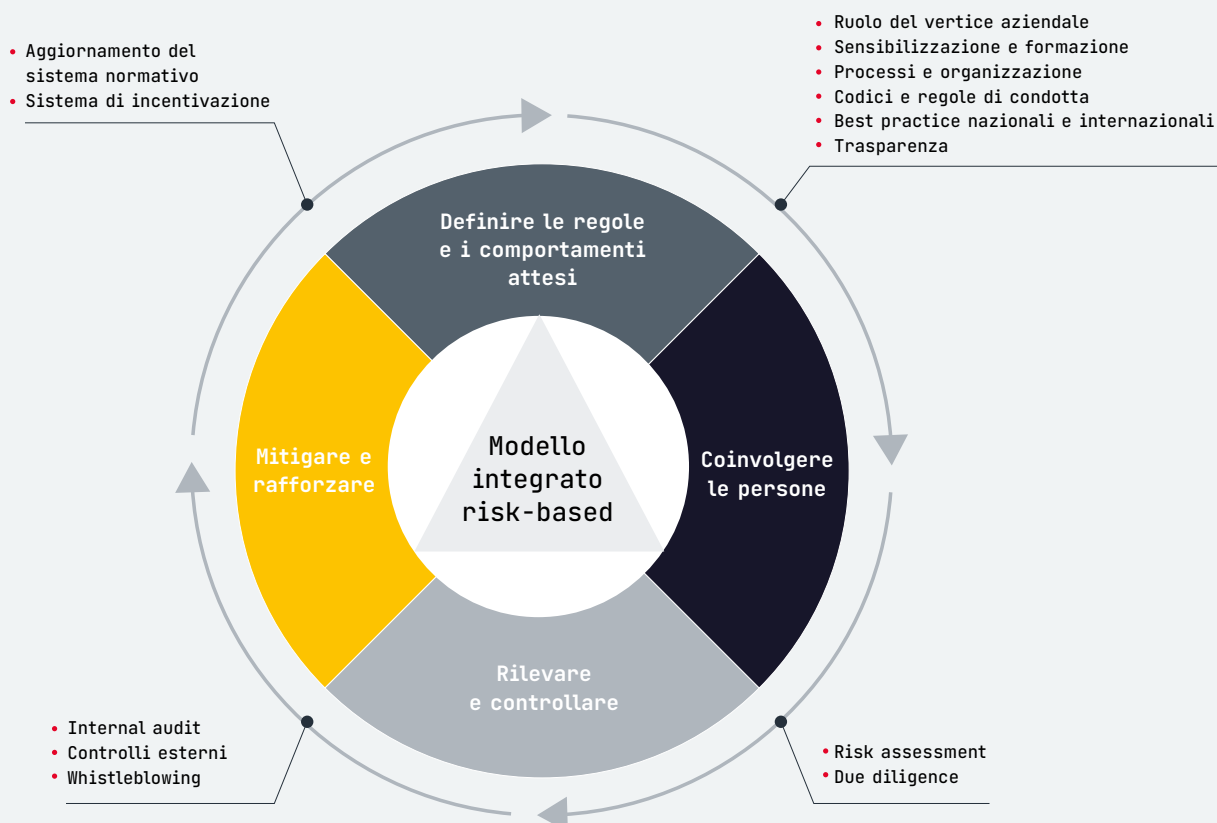 • Aggiornamento del
sistema normativo
• Sistema di incentivazione
• Ruolo del vertice aziendale
• Sensibilizzazione e formazione
• Processi e organizzazione
• Codici e regole di condotta
• Best practice nazionali e internazionali
• Trasparenza
Definire le regole
e i comportamenti
attesi
Mitigare e
rafforzare
Modello
integrato
risk-based
Coinvolgere
le persone
Rilevare
e controllare
• Internal audit
• Controlli esterni
• Whistleblowing
• Risk assessment
• Due diligence